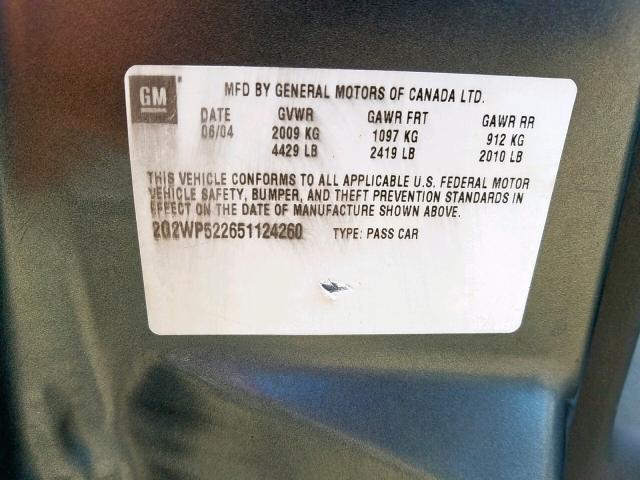 GM
MFD BY GENERAL MOTORS OF CANADA LTD.
DATE GVWR GAWR FRT GAWR RR
06/04 2009 KG 1097 KG 912 KG
4429 LB 2419 LB 2010 LB
THIS VEHICLE CONFORMS TO ALL APPLICABLE U.S. FEDERAL MOTOR
VEHICLE SAFETY, BUMPER, AND THEFT PREVENTION STANDARDS IN
EFFECT ON THE DATE OF MANUFACTURE SHOWN ABOVE.
2G2WP522651124260 TYPE: PASS CAR